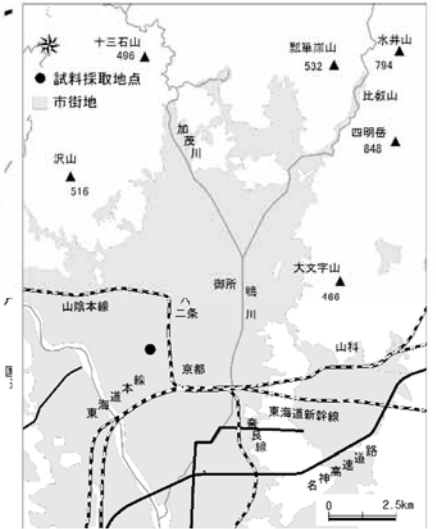 十三石山
496
瓢箪崩山
532
水井山
794
比叡山
試料採取地点
市街地
加茂川
四明岳
848
沢山
516
御所
鴨川
大文字山
466
山陰本線
二条
山科
京都
東海道本線
東海道新幹線
奈良線
名神高速道路
0 2.5km